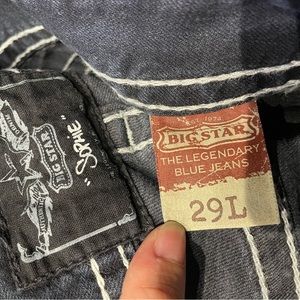 BIG STAR
"SOPHIE"
EST. 1974
BIG STAR
THE LEGENDARY
BLUE JEANS
29L